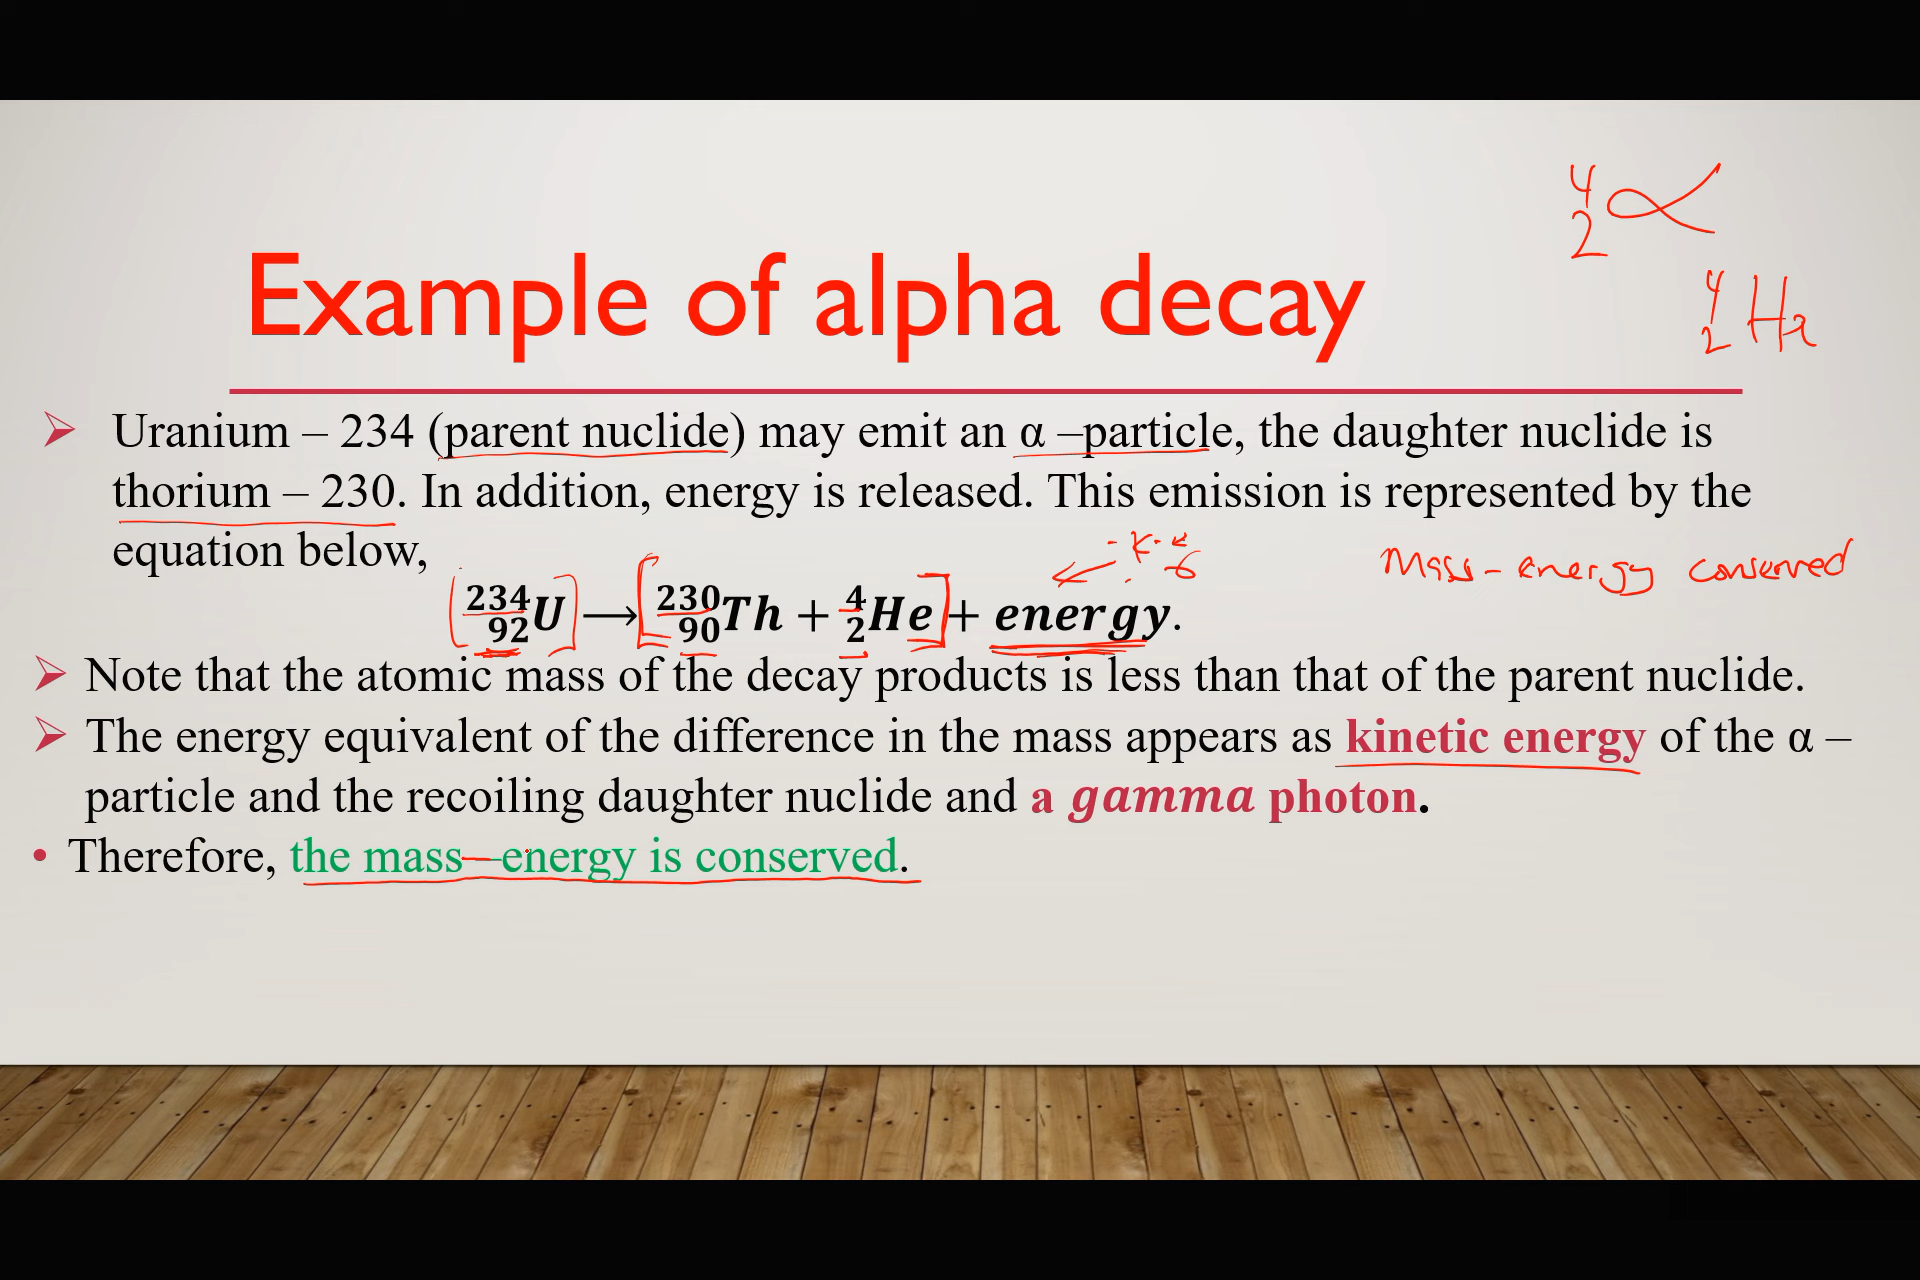 ⁴₂α
⁴₂He
Example of alpha decay
➢ Uranium – 234 (parent nuclide) may emit an α –particle, the daughter nuclide is
thorium – 230. In addition, energy is released. This emission is represented by the
equation below,
- K.E
Mass - energy conserved
²³⁴₉₂U ⟶ ²³⁰₉₀Th + ⁴₂He + energy.
➢ Note that the atomic mass of the decay products is less than that of the parent nuclide.
➢ The energy equivalent of the difference in the mass appears as kinetic energy of the α –
particle and the recoiling daughter nuclide and a gamma photon.
• Therefore, the mass–energy is conserved.